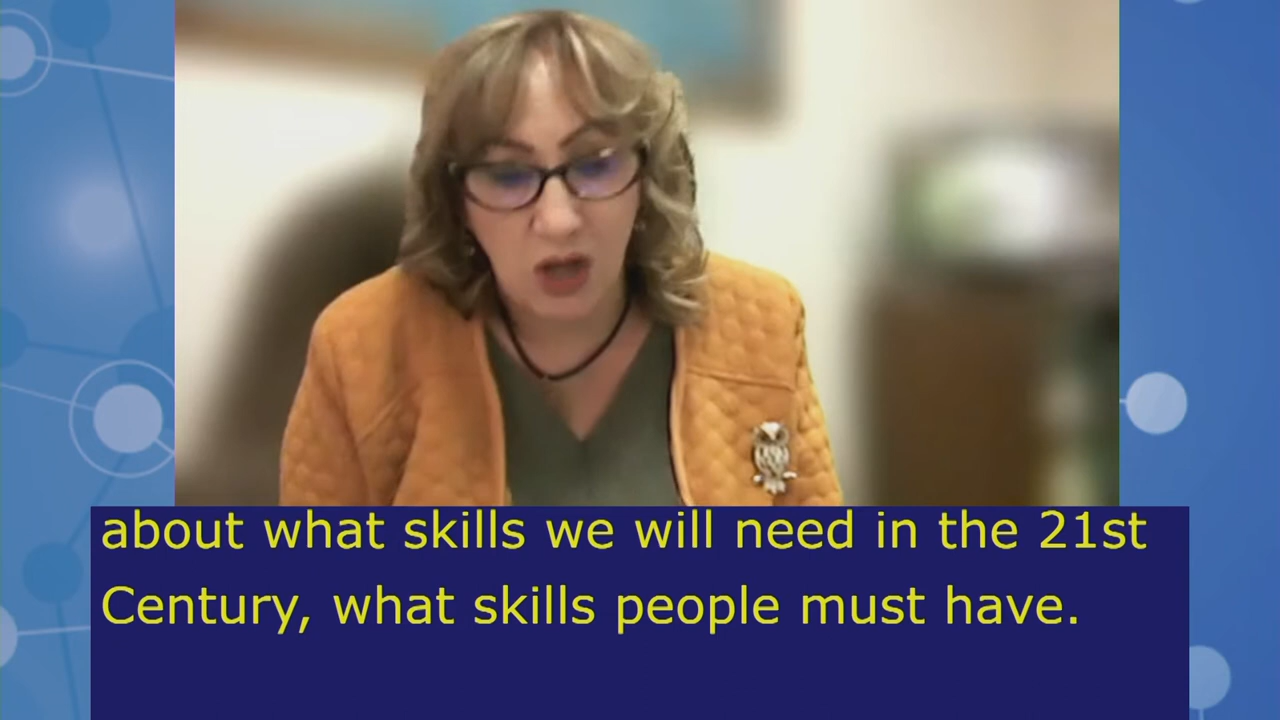 about what skills we will need in the 21st
Century, what skills people must have.